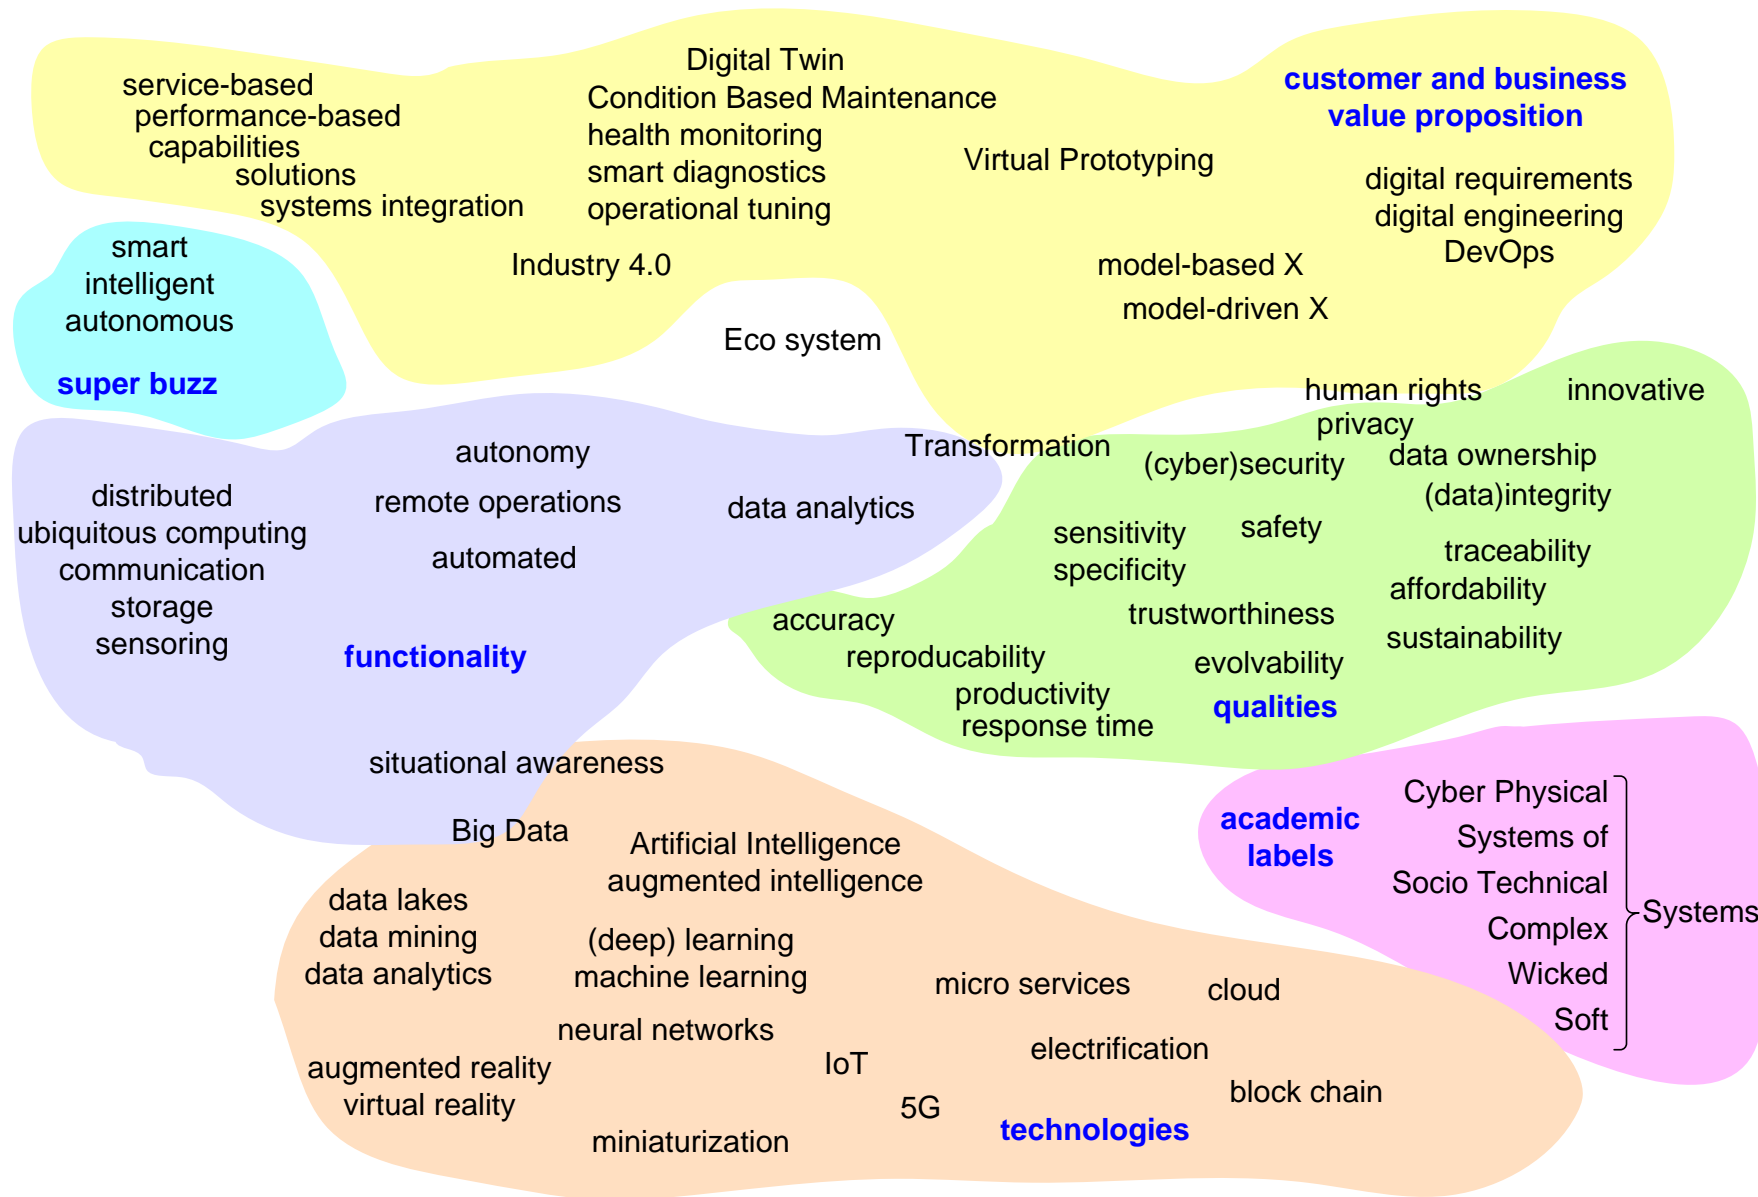 service-based
performance-based
capabilities
solutions
systems integration
Digital Twin
Condition Based Maintenance
health monitoring
smart diagnostics
operational tuning
Industry 4.0
Virtual Prototyping
customer and business
value proposition
digital requirements
digital engineering
DevOps
model-based X
model-driven X
smart
intelligent
autonomous
super buzz
Eco system
Transformation
autonomy
remote operations
automated
data analytics
distributed
ubiquitous computing
communication
storage
sensoring
functionality
situational awareness
human rights
privacy
innovative
(cyber)security
data ownership
(data)integrity
sensitivity
specificity
safety
traceability
affordability
accuracy
trustworthiness
sustainability
reproducability
evolvability
productivity
response time
qualities
academic
labels
Cyber Physical
Systems of
Socio Technical
Complex
Wicked
Soft
Systems
Big Data
Artificial Intelligence
augmented intelligence
data lakes
data mining
data analytics
(deep) learning
machine learning
micro services
cloud
neural networks
electrification
augmented reality
virtual reality
IoT
5G
block chain
technologies
miniaturization